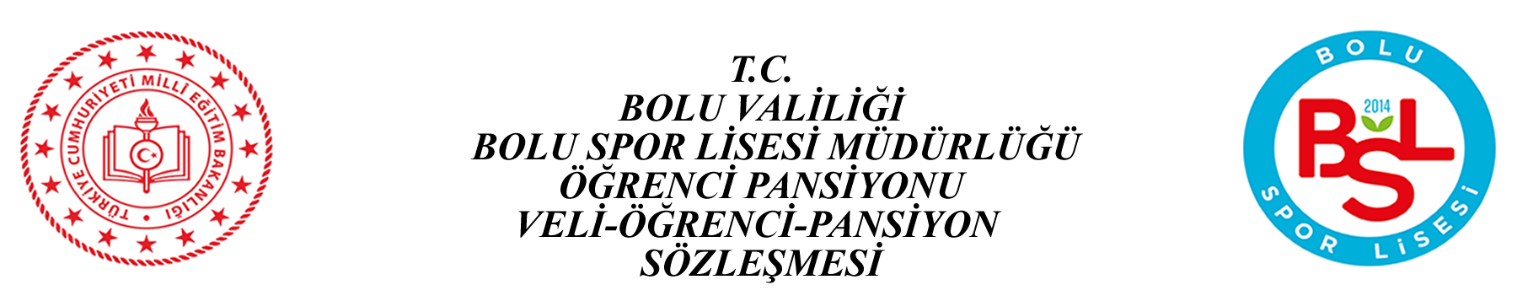 TÜRKİYE CUMHURİYETİ MİLLÎ EĞİTİM BAKANLIĞI
T.C.
BOLU VALİLİĞİ
BOLU SPOR LİSESİ MÜDÜRLÜĞÜ
ÖĞRENCİ PANSİYONU
VELİ-ÖĞRENCİ-PANSİYON
SÖZLEŞMESİ
BOLU
2014
BSL
SPOR LİSESİ